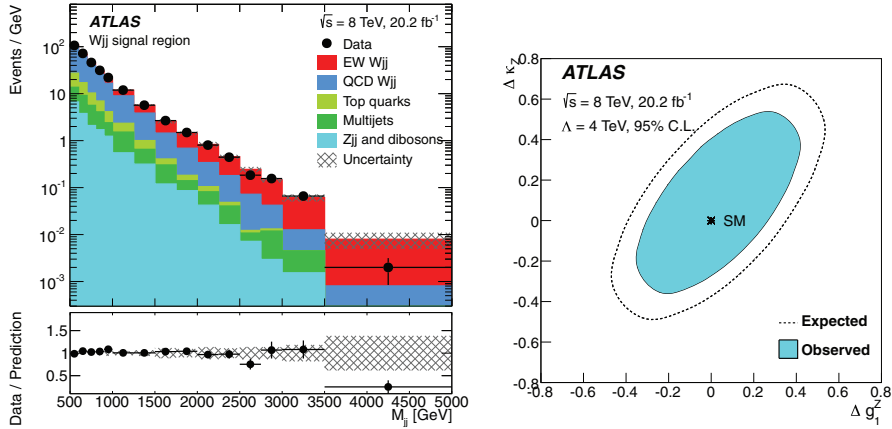 ATLAS
√s = 8 TeV, 20.2 fb⁻¹
Wjj signal region
Data
EW Wjj
QCD Wjj
Top quarks
Multijets
Zjj and dibosons
Uncertainty
Events / GeV
10²
10
1
10⁻¹
10⁻²
10⁻³
Data / Prediction
1.5
1
0.5
500 1000 1500 2000 2500 3000 3500 4000 4500 5000
M_jj [GeV]
Δ κ_Z
ATLAS
√s = 8 TeV, 20.2 fb⁻¹
Λ = 4 TeV, 95% C.L.
SM
Expected
Observed
0.8
0.6
0.4
0.2
0
-0.2
-0.4
-0.6
-0.8
-0.8 -0.6 -0.4 -0.2 0 0.2 0.4 0.6 0.8
Δ g₁ᶻ